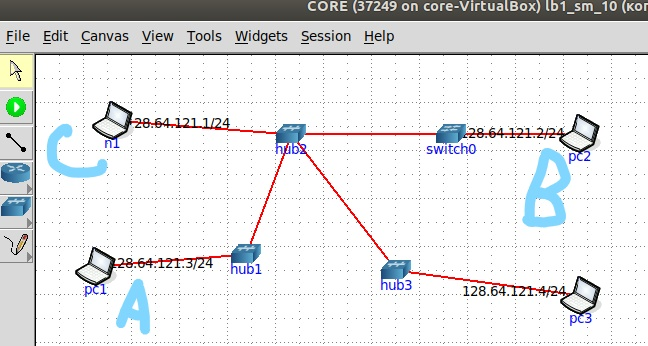 CORE (37249 on core-VirtualBox) lb1_sm_10 (ко
File Edit Canvas View Tools Widgets Session Help
28.64.121.1/24
n1
C
hub2
128.64.121.2/24
switch0
pc2
B
28.64.121.3/24
hub1
pc1
A
hub3
128.64.121.4/24
pc3